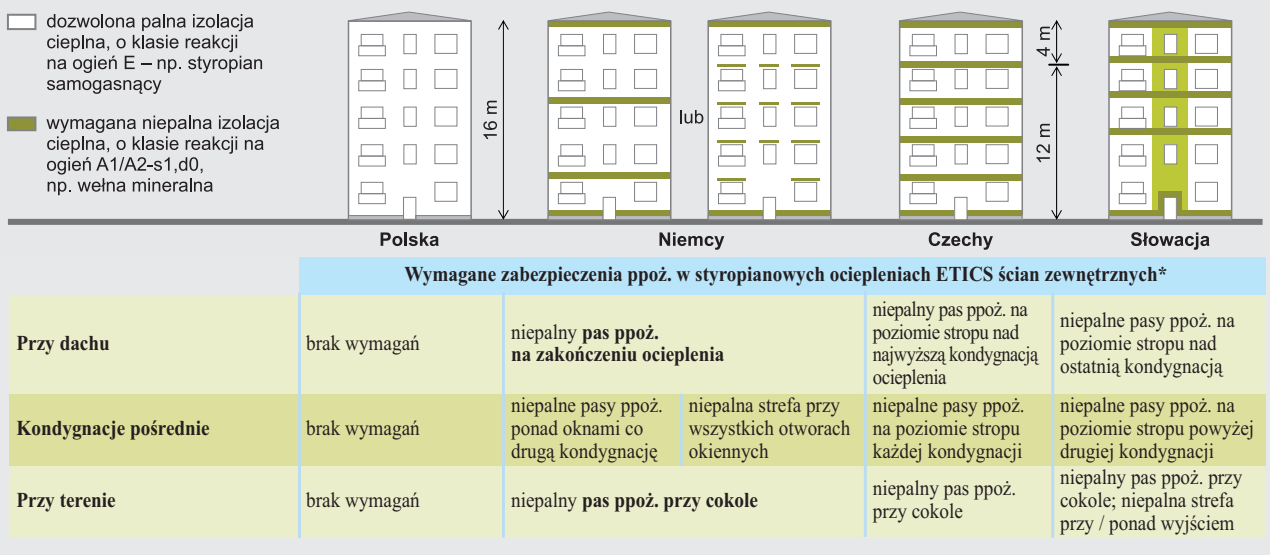 dozwolona palna izolacja
cieplna, o klasie reakcji
na ogień E – np. styropian
samogasnący
wymagana niepalna izolacja
cieplna, o klasie reakcji na
ogień A1/A2-s1,d0,
np. wełna mineralna
16 m
lub
4 m
12 m
Polska
Niemcy
Czechy
Słowacja
Wymagane zabezpieczenia ppoż. w styropianowych ociepleniach ETICS ścian zewnętrznych*
Przy dachu
brak wymagań
niepalny pas ppoż.
na zakończeniu ocieplenia
niepalny pas ppoż. na
poziomie stropu nad
najwyższą kondygnacją
ocieplenia
niepalne pasy ppoż. na
poziomie stropu nad
ostatnią kondygnacją
Kondygnacje pośrednie
brak wymagań
niepalne pasy ppoż.
ponad oknami co
drugą kondygnację
niepalna strefa przy
wszystkich otworach
okiennych
niepalne pasy ppoż.
na poziomie stropu
każdej kondygnacji
niepalne pasy ppoż. na
poziomie stropu powyżej
drugiej kondygnacji
Przy terenie
brak wymagań
niepalny pas ppoż. przy cokole
niepalny pas ppoż.
przy cokole
niepalny pas ppoż. przy
cokole; niepalna strefa
przy / ponad wyjściem